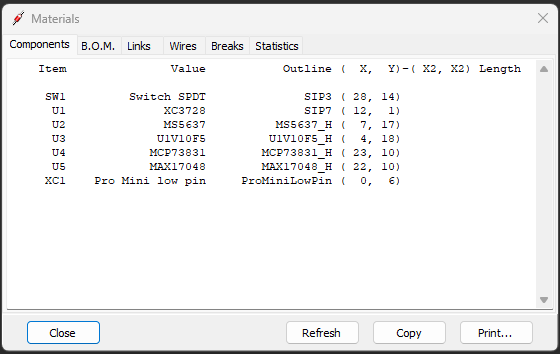 Materials
Components B.O.M. Links Wires Breaks Statistics
Item Value Outline ( X, Y)-( X2, X2) Length
SW1 Switch SPDT SIP3 ( 28, 14)
U1 XC3728 SIP7 ( 12, 1)
U2 MS5637 MS5637_H ( 7, 17)
U3 U1V10F5 U1V10F5_H ( 4, 18)
U4 MCP73831 MCP73831_H ( 23, 10)
U5 MAX17048 MAX17048_H ( 22, 10)
XC1 Pro Mini low pin ProMiniLowPin ( 0, 6)
Close Refresh Copy Print...